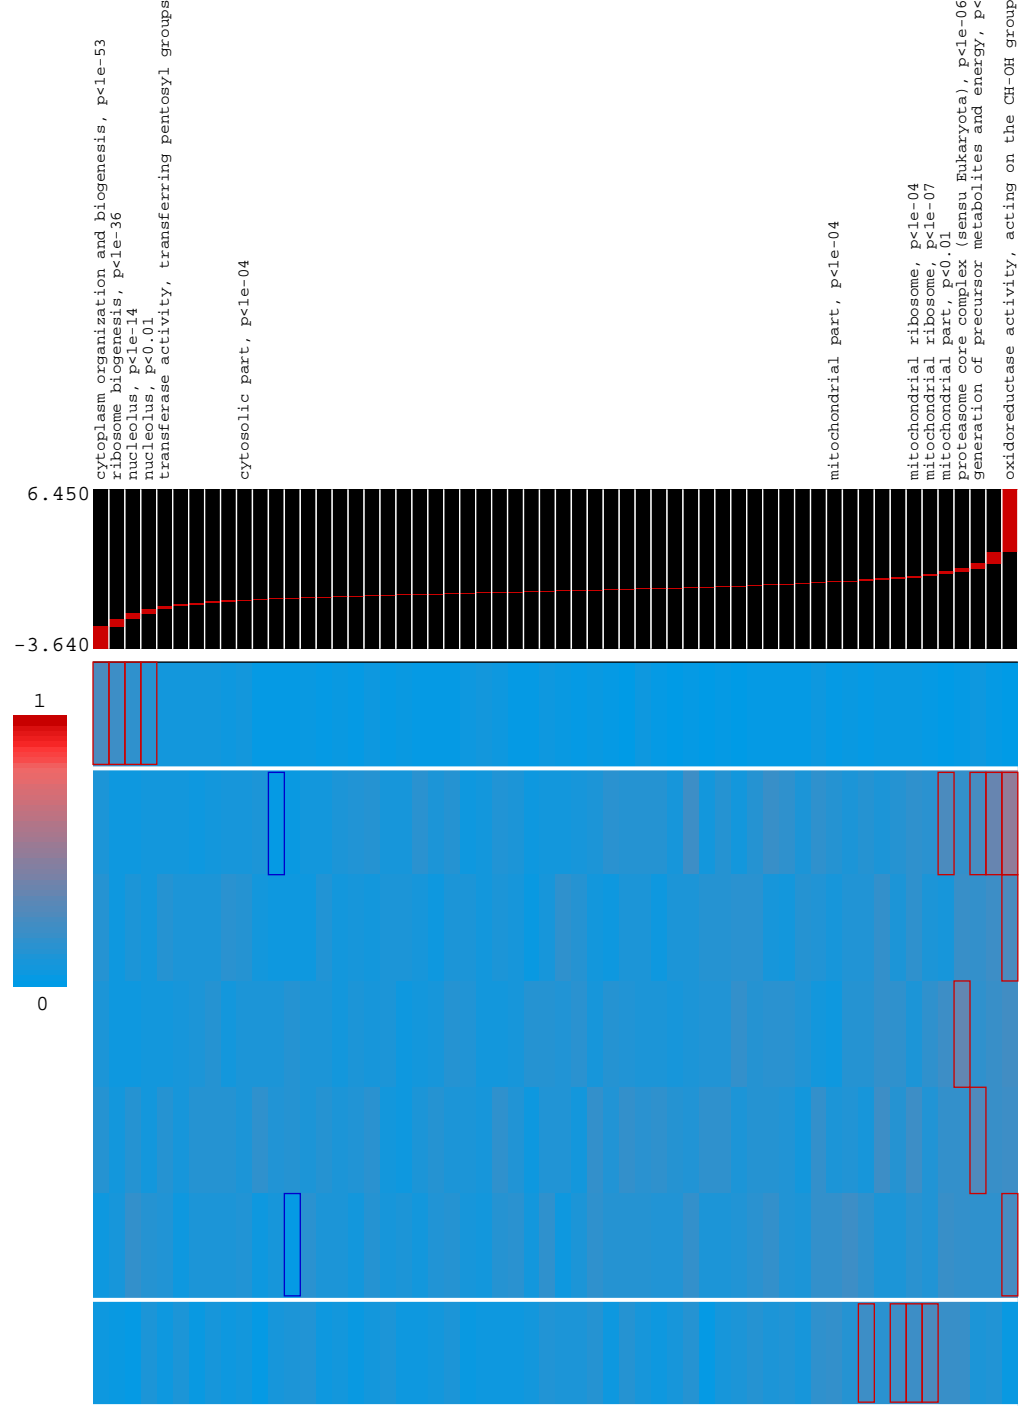 cytoplasm organization and biogenesis, p<1e-53
ribosome biogenesis, p<1e-36
nucleolus, p<1e-14
nucleolus, p<0.01
transferase activity, transferring pentosyl groups
cytosolic part, p<1e-04
mitochondrial part, p<1e-04
mitochondrial ribosome, p<1e-04
mitochondrial ribosome, p<1e-07
mitochondrial part, p<0.01
proteasome core complex (sensu Eukaryota), p<1e-06
generation of precursor metabolites and energy, p<
oxidoreductase activity, acting on the CH-OH group
6.450
-3.640
1
0